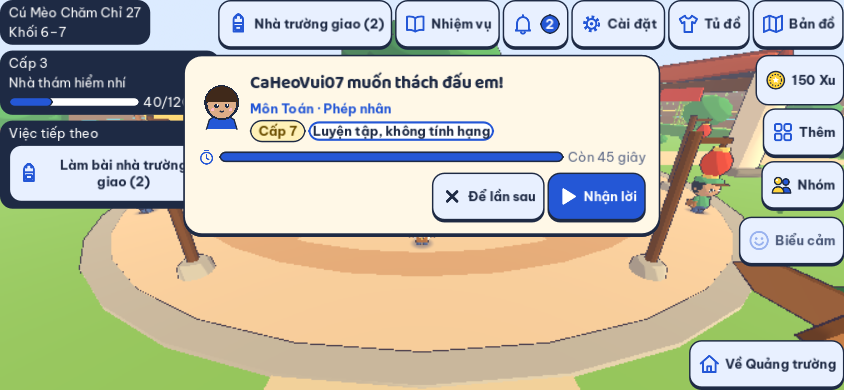 Cú Mèo Chăm Chỉ 27
Khối 6-7
Nhà trường giao (2)
Nhiệm vụ
2
Cài đặt
Tủ đồ
Bản đồ
Cấp 3
Nhà thám hiểm nhí
40/12
Việc tiếp theo
Làm bài nhà trường
giao (2)
CaHeoVui07 muốn thách đấu em!
Môn Toán · Phép nhân
Cấp 7
Luyện tập, không tính hạng
Còn 45 giây
Để lần sau
Nhận lời
150 Xu
Thêm
Nhóm
Biểu cảm
Về Quảng trường